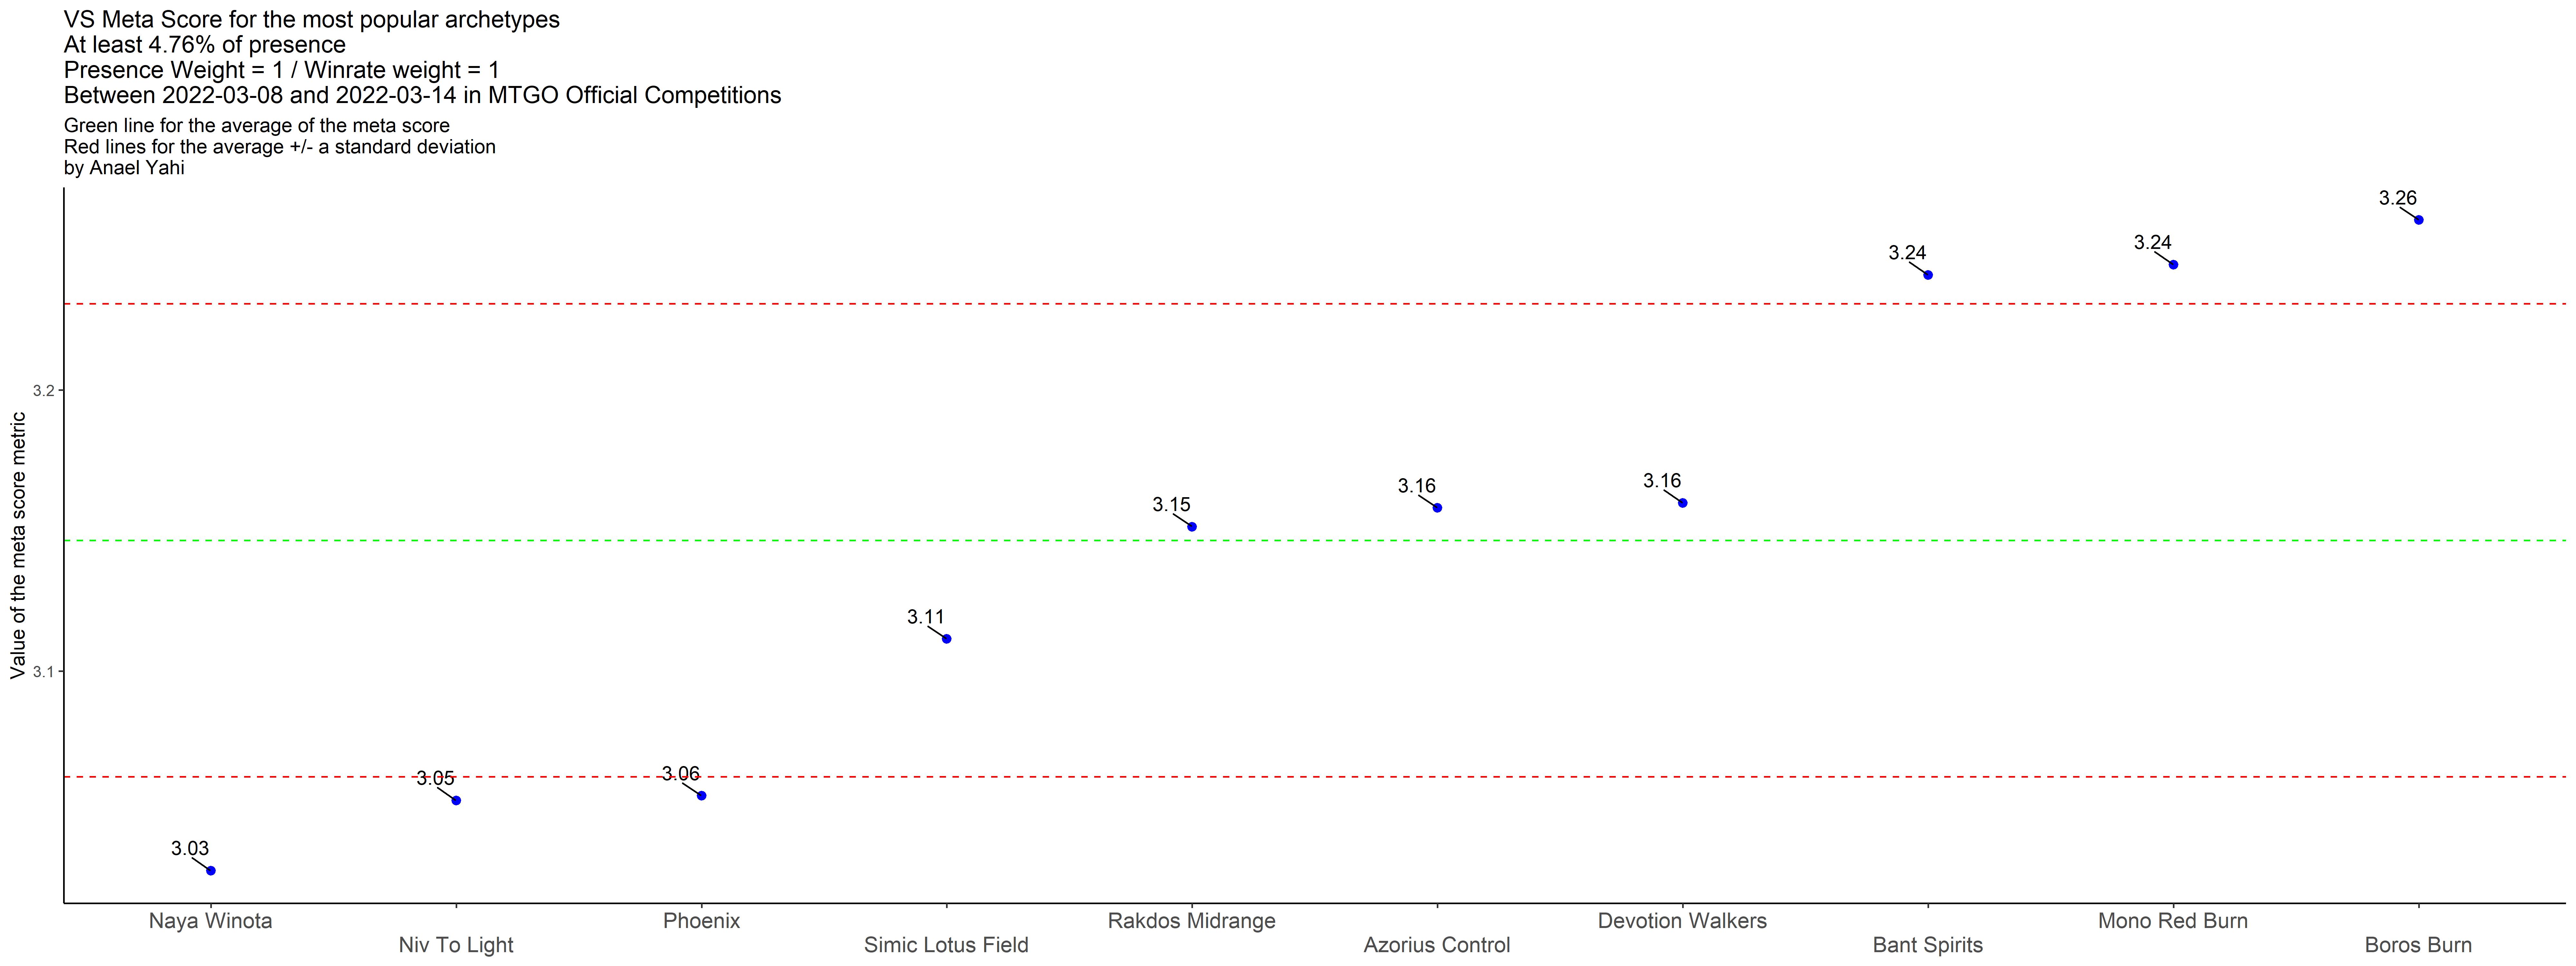 VS Meta Score for the most popular archetypes
At least 4.76% of presence
Presence Weight = 1 / Winrate weight = 1
Between 2022-03-08 and 2022-03-14 in MTGO Official Competitions
Green line for the average of the meta score
Red lines for the average +/- a standard deviation
by Anael Yahi
Value of the meta score metric
3.2
3.1
3.03
3.05
3.06
3.11
3.15
3.16
3.16
3.24
3.24
3.26
Naya Winota
Niv To Light
Phoenix
Simic Lotus Field
Rakdos Midrange
Azorius Control
Devotion Walkers
Bant Spirits
Mono Red Burn
Boros Burn